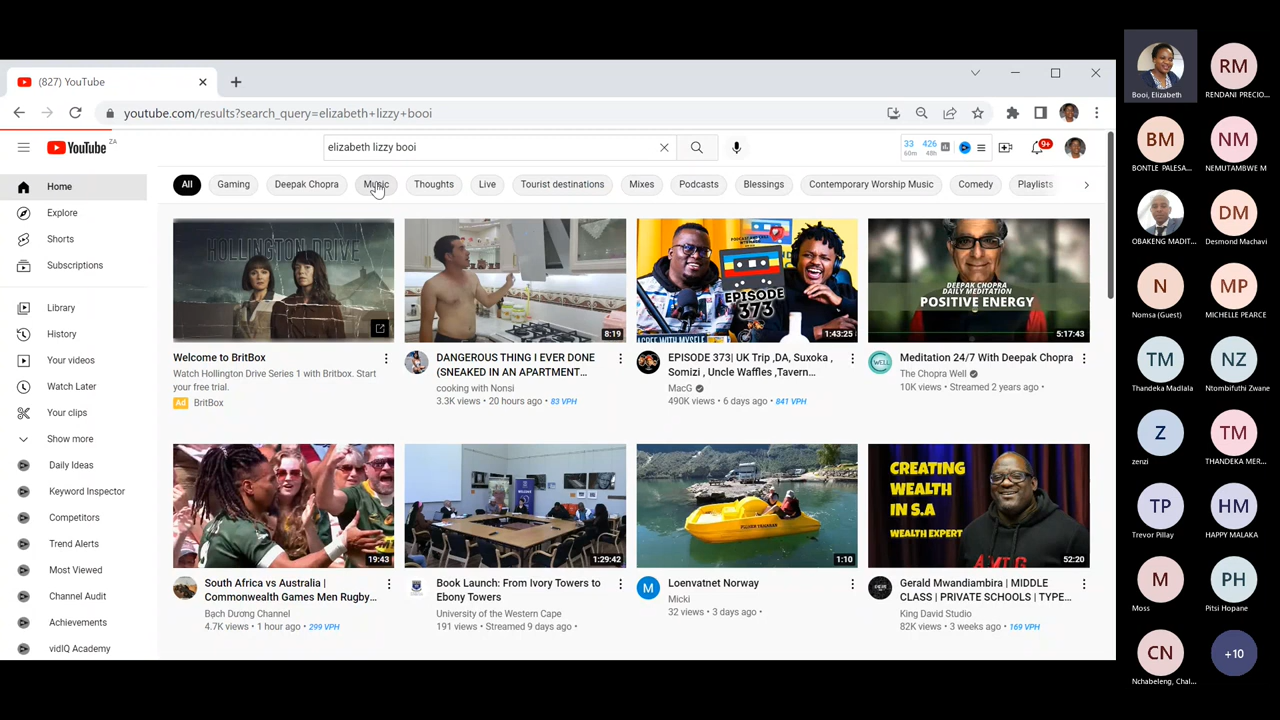 (827) YouTube
youtube.com/results?search_query=elizabeth+lizzy+booi
YouTube ZA
elizabeth lizzy booi
33 426
60m 48h
9+
All Gaming Deepak Chopra Music Thoughts Live Tourist destinations Mixes Podcasts Blessings Contemporary Worship Music Comedy Playlists
Home
Explore
Shorts
Subscriptions
Library
History
Your videos
Watch Later
Your clips
Show more
Daily Ideas
Keyword Inspector
Competitors
Trend Alerts
Most Viewed
Channel Audit
Achievements
vidIQ Academy
HOLLINGTON DRIVE
Welcome to BritBox
Watch Hollington Drive Series 1 with Britbox. Start
your free trial.
Ad BritBox
8:19
DANGEROUS THING I EVER DONE
(SNEAKED IN AN APARTMENT...
cooking with Nonsi
3.3K views • 20 hours ago • 83 VPH
EPISODE
373
1:43:25
EPISODE 373| UK Trip ,DA, Suxoka ,
Somizi , Uncle Waffles ,Tavern...
MacG
490K views • 6 days ago • 841 VPH
DEEPAK CHOPRA
DAILY MEDITATION
POSITIVE ENERGY
5:17:43
WELL
Meditation 24/7 With Deepak Chopra
The Chopra Well
10K views • Streamed 2 years ago •
19:43
South Africa vs Australia |
Commonwealth Games Men Rugby...
Bạch Dương Channel
4.7K views • 1 hour ago • 299 VPH
1:29:42
Book Launch: From Ivory Towers to
Ebony Towers
University of the Western Cape
191 views • Streamed 9 days ago •
1:10
M
Loenvatnet Norway
Micki
32 views • 3 days ago •
CREATING
WEALTH
IN S.A
WEALTH EXPERT
52:20
Gerald Mwandiambira | MIDDLE
CLASS | PRIVATE SCHOOLS | TYPE...
King David Studio
82K views • 3 weeks ago • 169 VPH
Booi, Elizabeth
RM
RENDANI PRECIO...
BM
BONTLE PALESA...
NM
NEMUTAMBWE M
OBAKENG MADIT...
DM
Desmond Machavi
N
Nomsa (Guest)
MP
MICHELLE PEARCE
TM
Thandeka Madlala
NZ
Ntombifuthi Zwane
Z
zenzi
TM
THANDEKA MER...
TP
Trevor Pillay
HM
HAPPY MALAKA
M
Moss
PH
Pitsi Hopane
CN
Nchabeleng, Chal...
+10